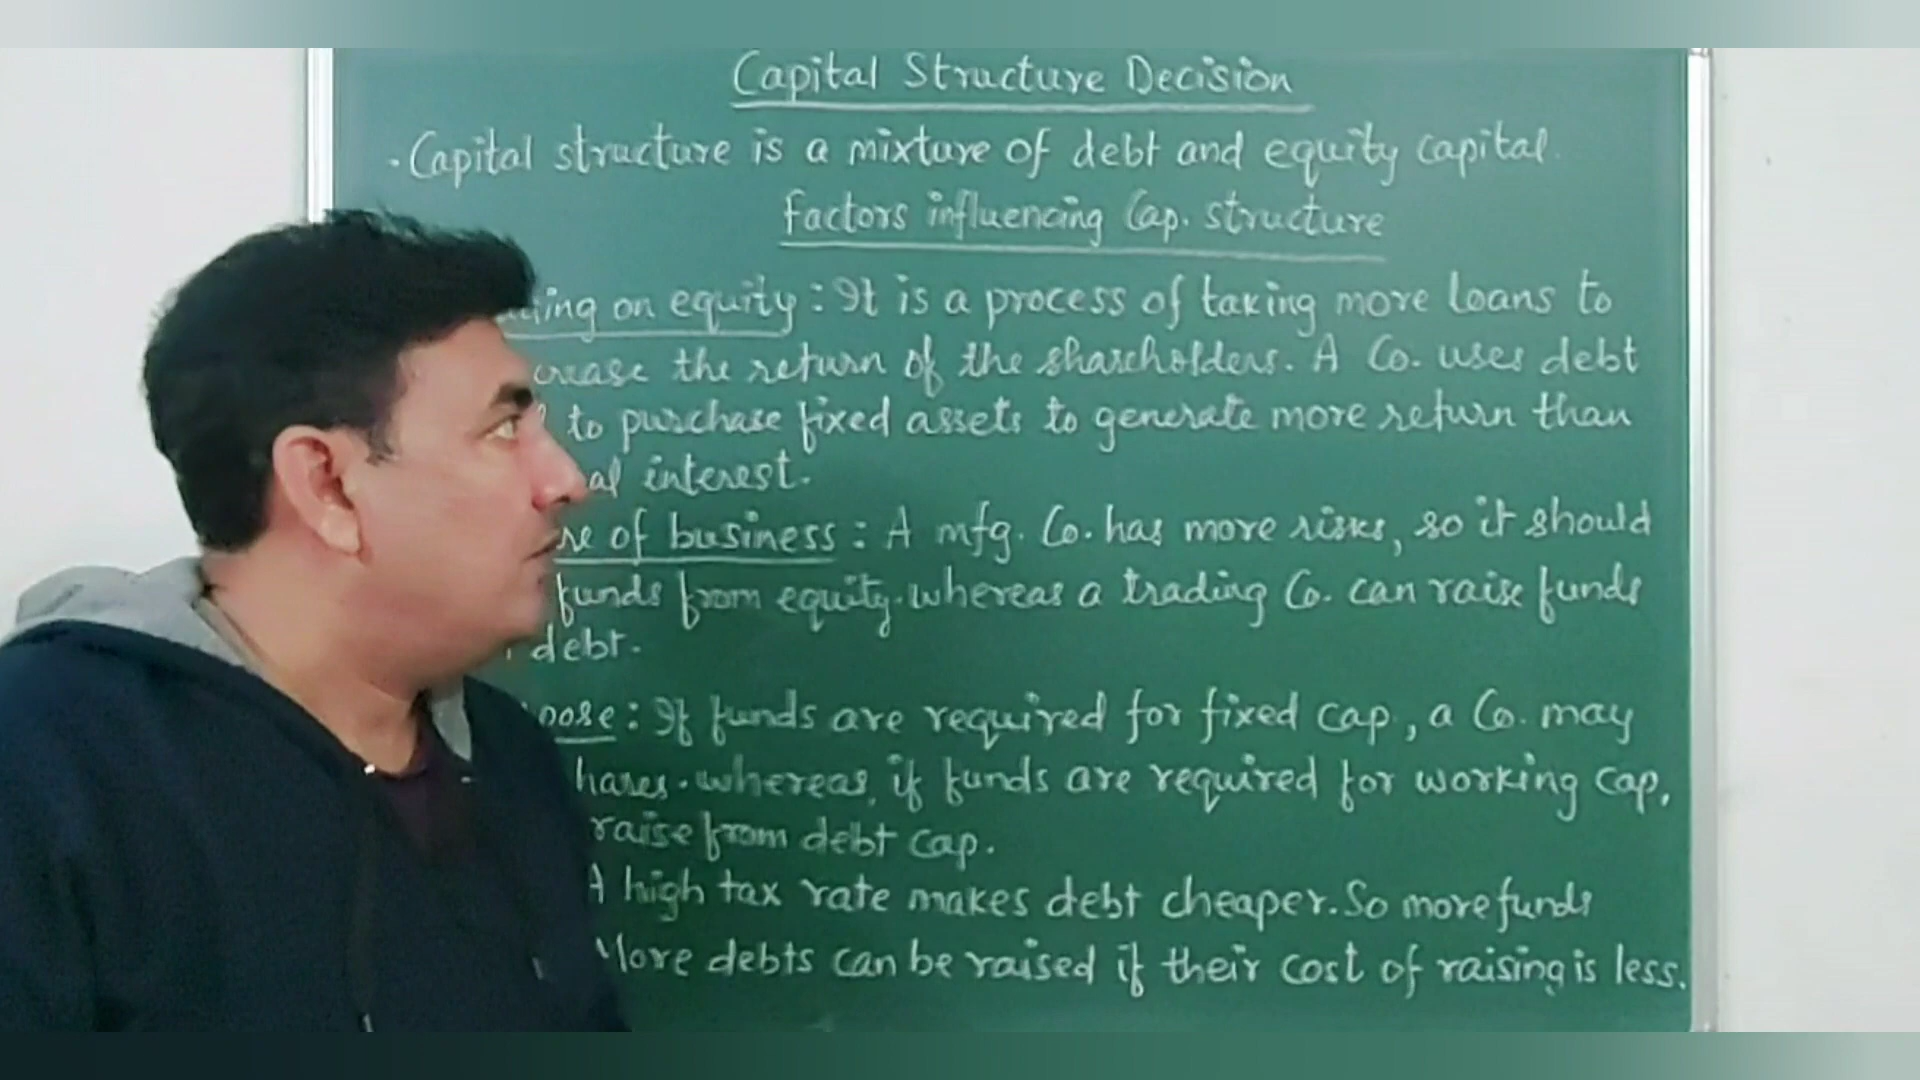 Capital Structure Decision
· Capital structure is a mixture of debt and equity capital.
Factors influencing Cap. structure
on equity : It is a process of taking more loans to
the return of the shareholders. A Co. uses debt
to purchase fixed assets to generate more return than
interest.
of business : A mfg. Co. has more risks, so it should
funds from equity. whereas a trading Co. can raise funds
debt.
: If funds are required for fixed cap, a Co. may
whereas, if funds are required for working cap,
raise from debt cap.
A high tax rate makes debt cheaper. So more funds
More debts can be raised if their cost of raising is less.